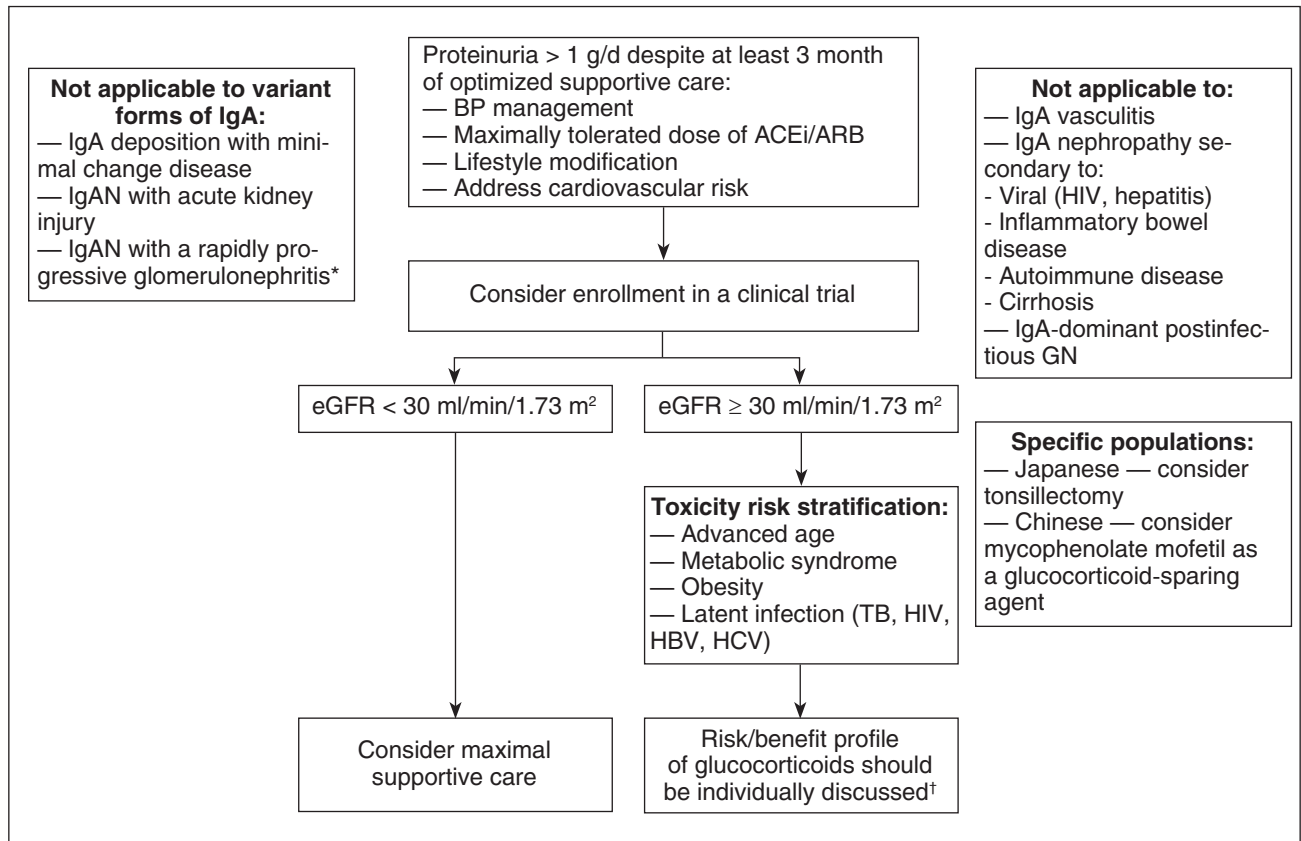 Proteinuria > 1 g/d despite at least 3 month
of optimized supportive care:
— BP management
— Maximally tolerated dose of ACEi/ARB
— Lifestyle modification
— Address cardiovascular risk
Not applicable to variant
forms of IgA:
— IgA deposition with mini-
mal change disease
— IgAN with acute kidney
injury
— IgAN with a rapidly pro-
gressive glomerulonephritis*
Not applicable to:
— IgA vasculitis
— IgA nephropathy se-
condary to:
- Viral (HIV, hepatitis)
- Inflammatory bowel
disease
- Autoimmune disease
- Cirrhosis
— IgA-dominant postinfec-
tious GN
Consider enrollment in a clinical trial
eGFR < 30 ml/min/1.73 m²
eGFR ≥ 30 ml/min/1.73 m²
Specific populations:
— Japanese — consider
tonsillectomy
— Chinese — consider
mycophenolate mofetil as
a glucocorticoid-sparing
agent
Toxicity risk stratification:
— Advanced age
— Metabolic syndrome
— Obesity
— Latent infection (TB, HIV,
HBV, HCV)
Consider maximal
supportive care
Risk/benefit profile
of glucocorticoids should
be individually discussed†